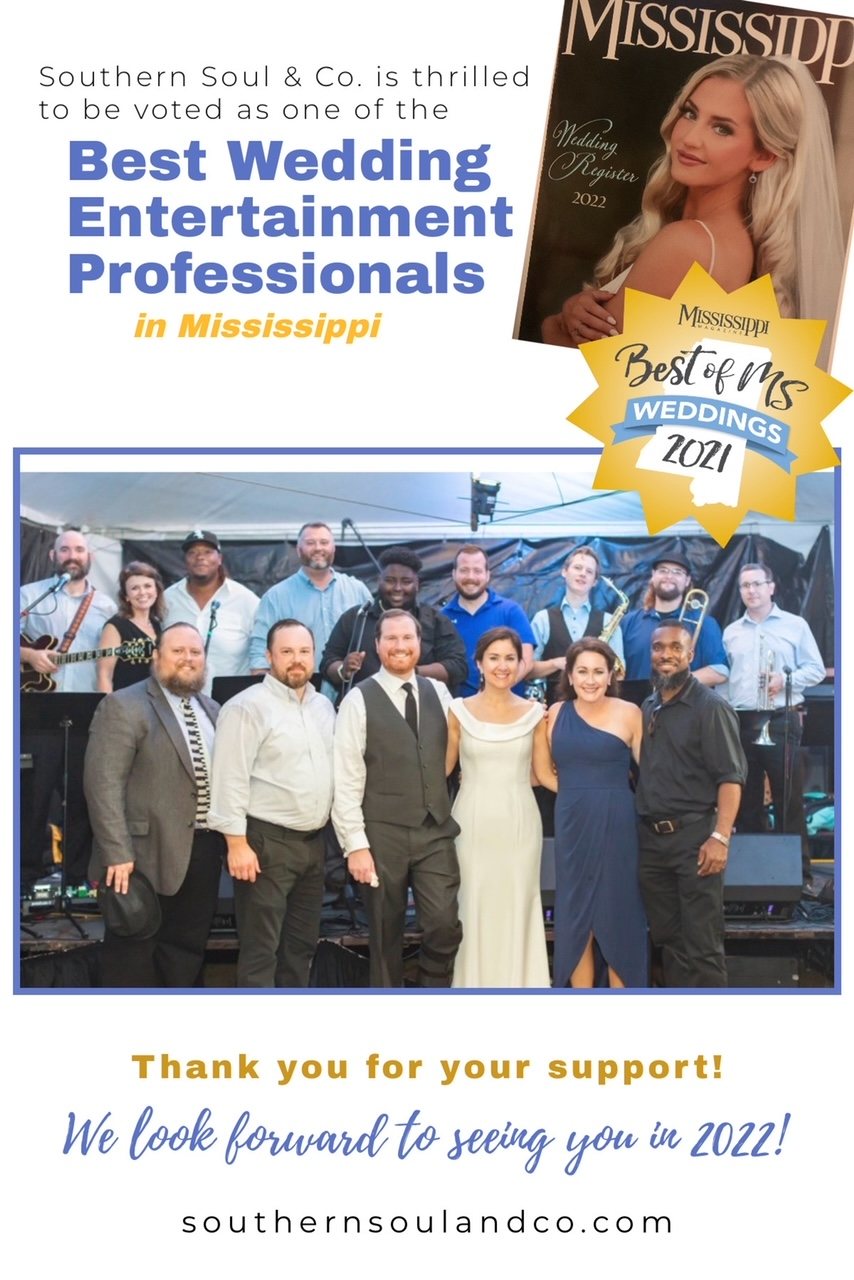 Southern Soul & Co. is thrilled
to be voted as one of the
Best Wedding
Entertainment
Professionals
in Mississippi
MISSISSIPP
Wedding
Register
2022
MISSISSIPPI
MAGAZINE
Best of MS
WEDDINGS
2021
Thank you for your support!
We look forward to seeing you in 2022!
southernsoulandco.com